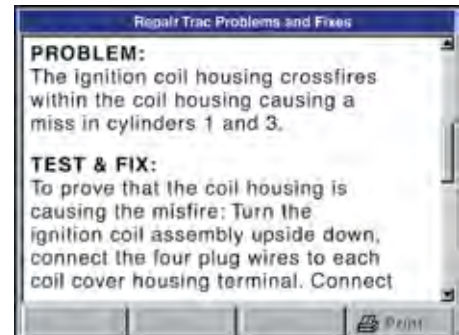 Repair Trac Problems and Fixes
PROBLEM:
The ignition coil housing crossfires
within the coil housing causing a
miss in cylinders 1 and 3.
TEST & FIX:
To prove that the coil housing is
causing the misfire: Turn the
ignition coil assembly upside down,
connect the four plug wires to each
coil cover housing terminal. Connect
Print